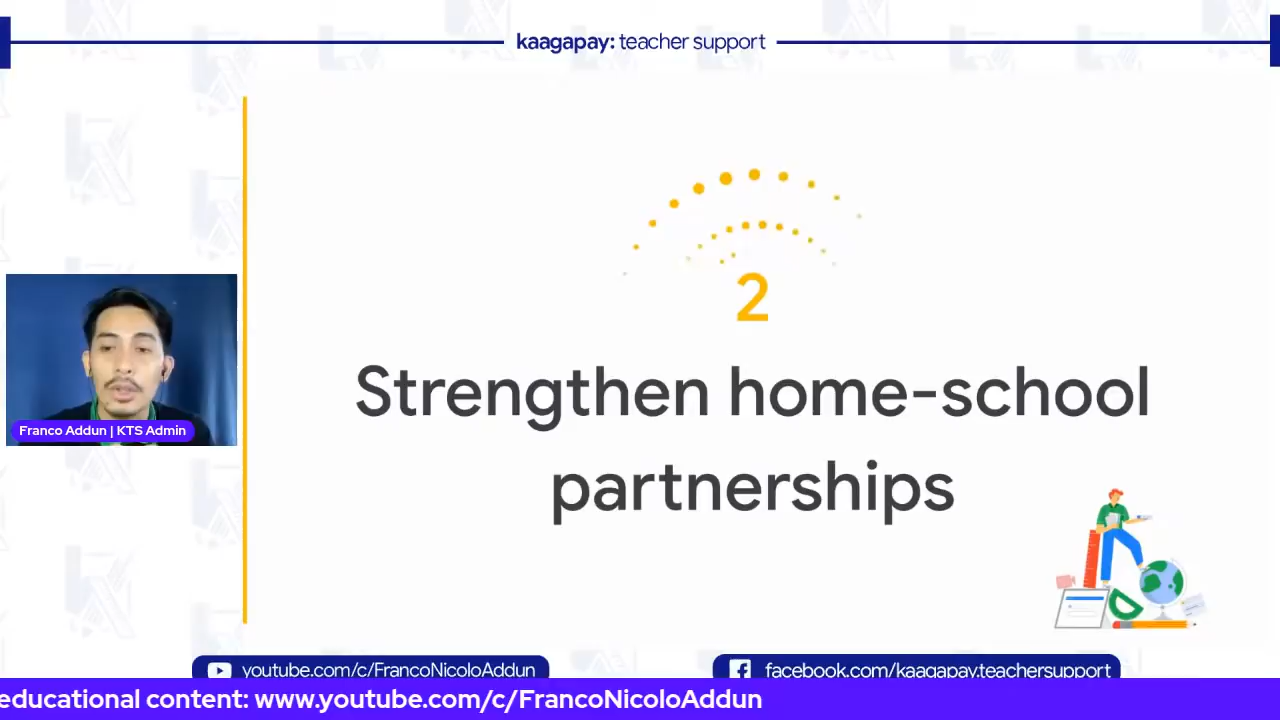 kaagapay: teacher support
2
Strengthen home-school
partnerships
Franco Addun | KTS Admin
youtube.com/c/FrancoNicoloAddun
facebook.com/kaagapay.teachersupport
educational content: www.youtube.com/c/FrancoNicoloAddun